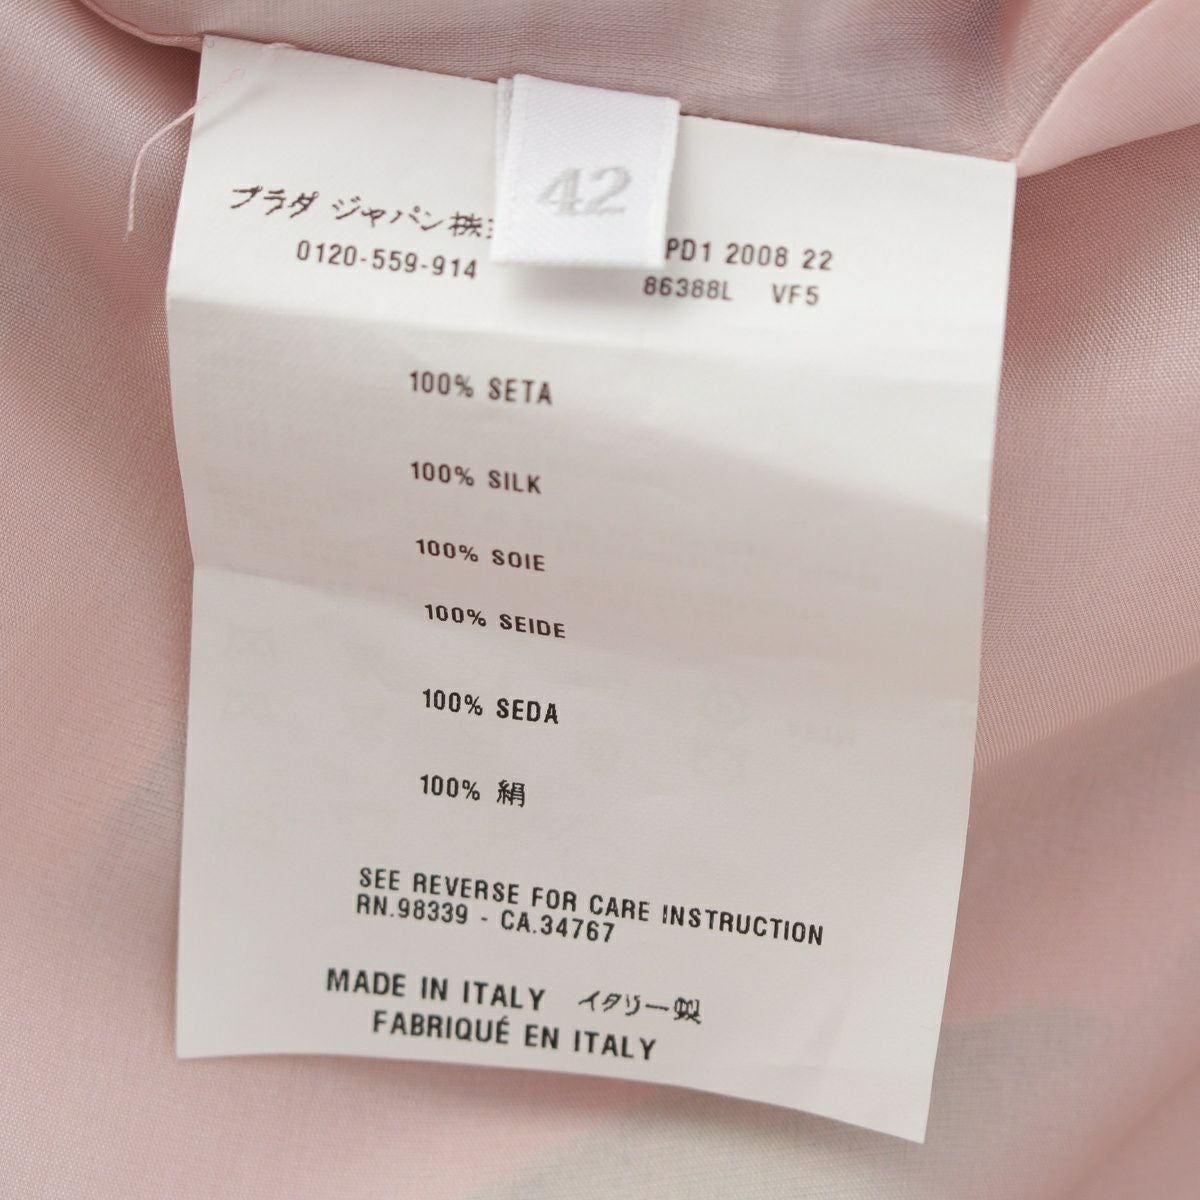 42
プラダ ジャパン株
0120-559-914
PD1 2008 22
86388L VF5
100% SETA
100% SILK
100% SOIE
100% SEIDE
100% SEDA
100% 絹
SEE REVERSE FOR CARE INSTRUCTION
RN.98339 - CA.34767
MADE IN ITALY イタリー製
FABRIQUÉ EN ITALY